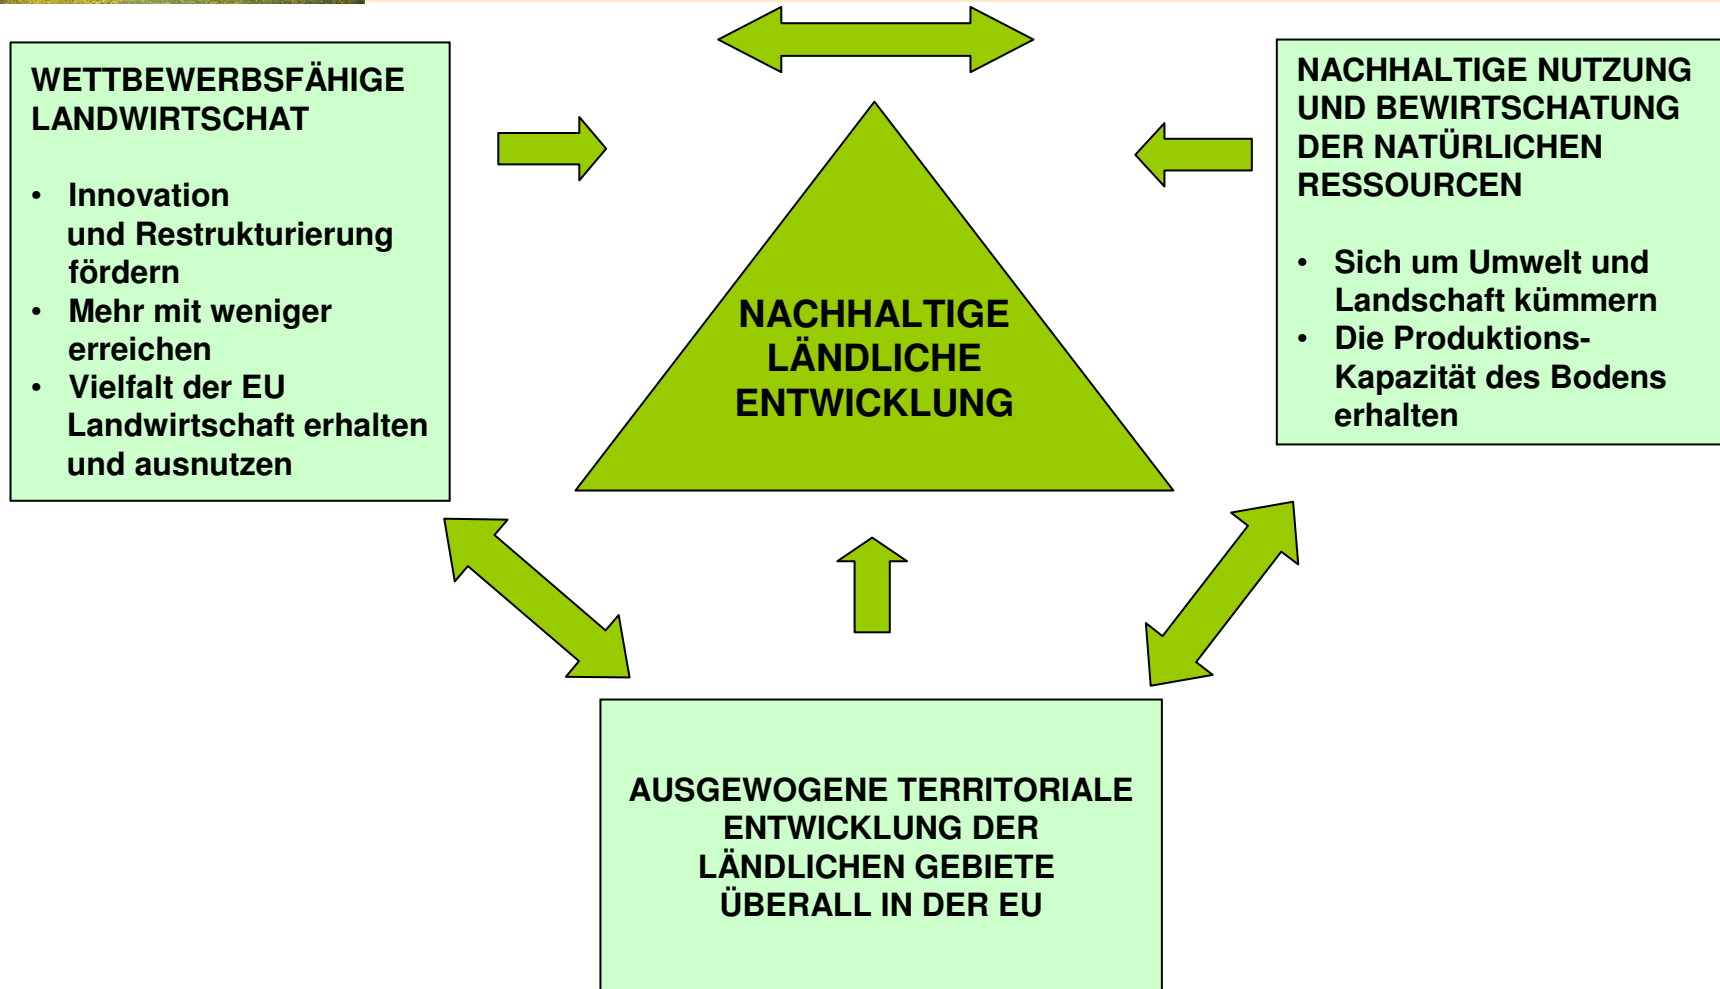 WETTBEWERBSFÄHIGE
LANDWIRTSCHAT
• Innovation
und Restrukturierung
fördern
• Mehr mit weniger
erreichen
• Vielfalt der EU
Landwirtschaft erhalten
und ausnutzen
NACHHALTIGE
LÄNDLICHE
ENTWICKLUNG
NACHHALTIGE NUTZUNG
UND BEWIRTSCHATUNG
DER NATÜRLICHEN
RESSOURCEN
• Sich um Umwelt und
Landschaft kümmern
• Die Produktions-
Kapazität des Bodens
erhalten
AUSGEWOGENE TERRITORIALE
ENTWICKLUNG DER
LÄNDLICHEN GEBIETE
ÜBERALL IN DER EU